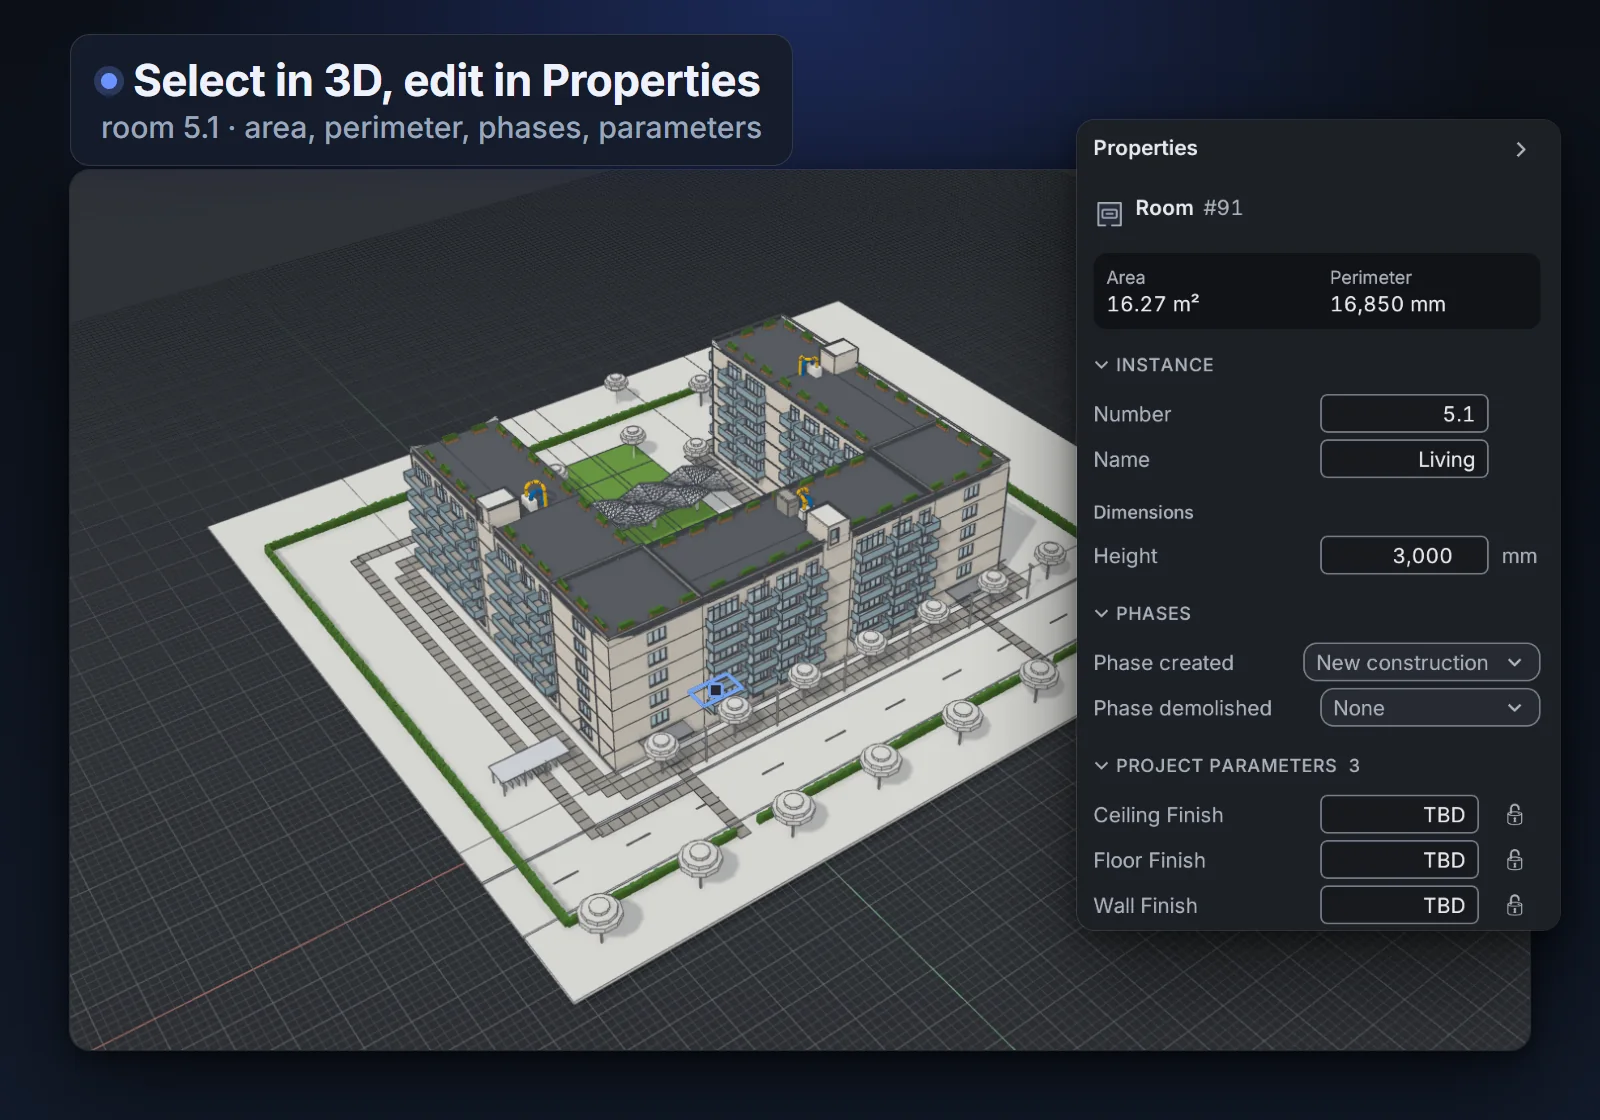 Select in 3D, edit in Properties
room 5.1 · area, perimeter, phases, parameters
Properties
Room #91
Area Perimeter
16.27 m² 16,850 mm
INSTANCE
Number 5.1
Name Living
Dimensions
Height 3,000 mm
PHASES
Phase created New construction
Phase demolished None
PROJECT PARAMETERS 3
Ceiling Finish TBD
Floor Finish TBD
Wall Finish TBD